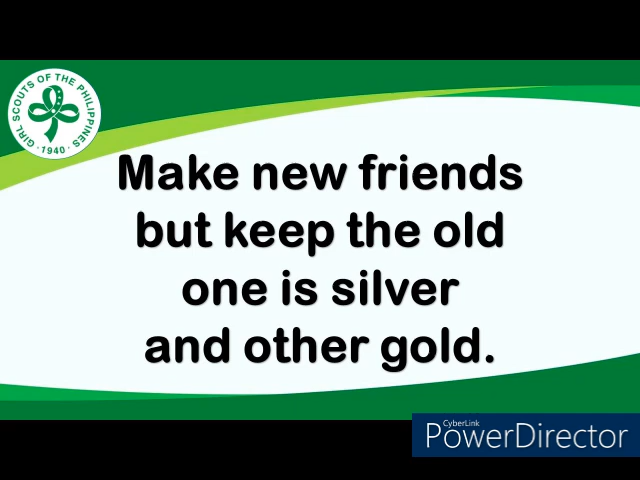 GIRL SCOUTS OF THE PHILIPPINES
· 1940 ·
Make new friends
but keep the old
one is silver
and other gold.
CyberLink
PowerDirector